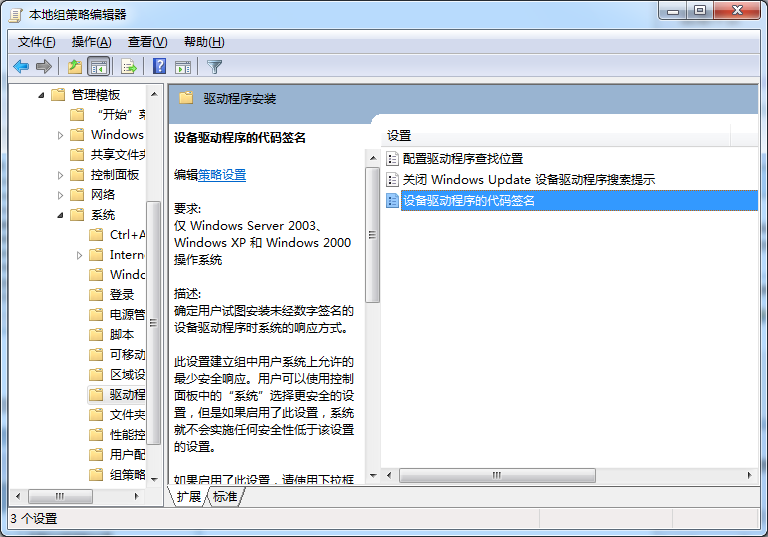 本地组策略编辑器
文件(F) 操作(A) 查看(V) 帮助(H)
管理模板
“开始”菜
Windows
共享文件夹
控制面板
网络
系统
Ctrl+A
Intern
Windo
登录
电源管
脚本
可移动
区域设
驱动程
文件夹
性能控
用户配
组策略
驱动程序安装
设备驱动程序的代码签名
编辑策略设置
要求:
仅 Windows Server 2003、
Windows XP 和 Windows 2000
操作系统
描述:
确定用户试图安装未经数字签名的
设备驱动程序时系统的响应方式。
此设置建立组中用户系统上允许的
最少安全响应。用户可以使用控制
面板中的“系统”选择更安全的设
置，但是如果启用了此设置，系统
就不会实施任何安全性低于该设置
的设置。
如果启用了此设置，请使用下拉框
设置
配置驱动程序查找位置
关闭 Windows Update 设备驱动程序搜索提示
设备驱动程序的代码签名
扩展 标准
3 个设置